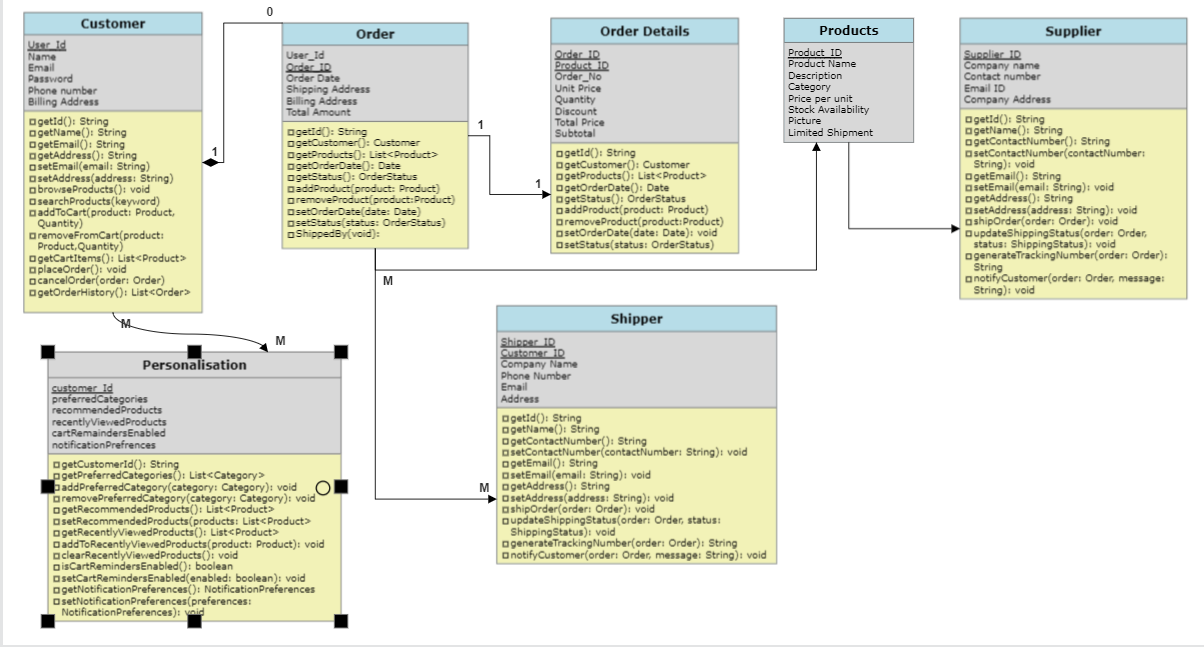 Customer
User_Id
Name
Email
Password
Phone number
Billing Address
getId(): String
getName(): String
getEmail(): String
getAddress(): String
setEmail(email: String)
setAddress(address: String)
browseProducts(): void
searchProducts(keyword)
addToCart(product: Product,
Quantity)
removeFromCart(product:
Product,Quantity)
getCartItems(): List<Product>
placeOrder(): void
cancelOrder(order: Order)
getOrderHistory(): List<Order>
0
1
Order
User_Id
Order_ID
Order Date
Shipping Address
Billing Address
Total Amount
getId(): String
getCustomer(): Customer
getProducts(): List<Product>
getOrderDate(): Date
getStatus(): OrderStatus
addProduct(product: Product)
removeProduct(product:Product)
setOrderDate(date: Date)
setStatus(status: OrderStatus)
ShippedBy(void):
1
1
Order Details
Order_ID
Product_ID
Order_No
Unit Price
Quantity
Discount
Total Price
Subtotal
getId(): String
getCustomer(): Customer
getProducts(): List<Product>
getOrderDate(): Date
getStatus(): OrderStatus
addProduct(product: Product)
removeProduct(product:Product)
setOrderDate(date: Date): void
setStatus(status: OrderStatus)
Products
Product_ID
Product Name
Description
Category
Price per unit
Stock Availability
Picture
Limited Shipment
Supplier
Supplier_ID
Company name
Contact number
Email ID
Company Address
getId(): String
getName(): String
getContactNumber(): String
setContactNumber(contactNumber:
String): void
getEmail(): String
setEmail(email: String): void
getAddress(): String
setAddress(address: String): void
shipOrder(order: Order): void
updateShippingStatus(order: Order,
status: ShippingStatus): void
generateTrackingNumber(order: Order):
String
notifyCustomer(order: Order, message:
String): void
M
M
M
M
Personalisation
customer_Id
preferredCategories
recommendedProducts
recentlyViewedProducts
cartRemaindersEnabled
notificationPrefrences
getCustomerId(): String
getPreferredCategories(): List<Category>
addPreferredCategory(category: Category): void
removePreferredCategory(category: Category): void
getRecommendedProducts(): List<Product>
setRecommendedProducts(products: List<Product>
getRecentlyViewedProducts(): List<Product>
addToRecentlyViewedProducts(product: Product): void
clearRecentlyViewedProducts(): void
isCartRemindersEnabled(): boolean
setCartRemindersEnabled(enabled: boolean): void
getNotificationPreferences(): NotificationPreferences
setNotificationPreferences(preferences:
NotificationPreferences): void
Shipper
Shipper_ID
Customer_ID
Company Name
Phone Number
Email
Address
getId(): String
getName(): String
getContactNumber(): String
setContactNumber(contactNumber: String): void
getEmail(): String
setEmail(email: String): void
getAddress(): String
setAddress(address: String): void
shipOrder(order: Order): void
updateShippingStatus(order: Order, status:
ShippingStatus): void
generateTrackingNumber(order: Order): String
notifyCustomer(order: Order, message: String): void